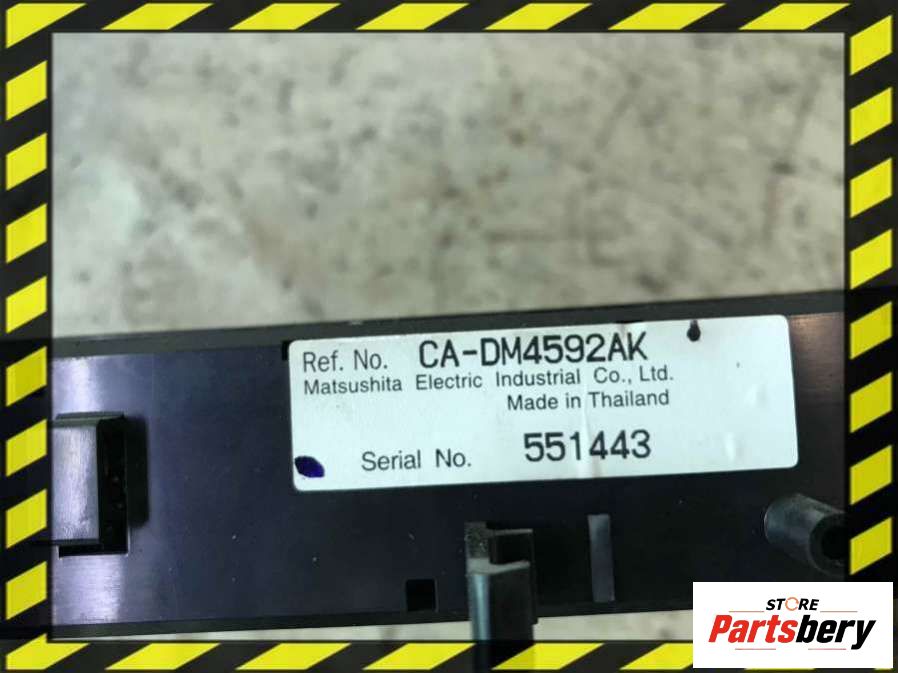 Ref. No. CA-DM4592AK
Matsushita Electric Industrial Co., Ltd.
Made in Thailand
Serial No. 551443
STORE
Partsbery